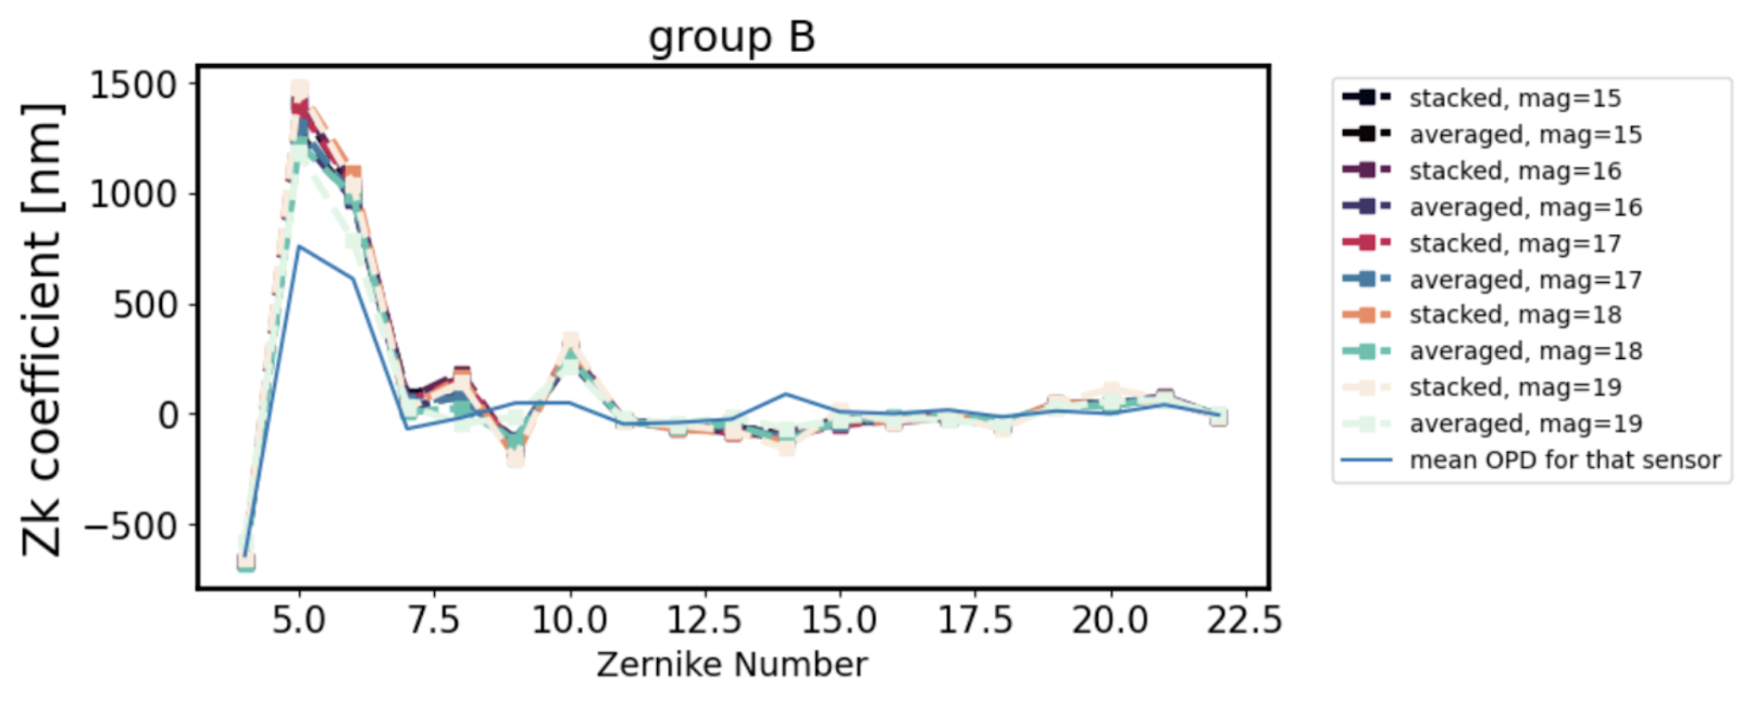 group B
Zk coefficient [nm]
1500
1000
500
0
−500
5.0 7.5 10.0 12.5 15.0 17.5 20.0 22.5
Zernike Number
stacked, mag=15
averaged, mag=15
stacked, mag=16
averaged, mag=16
stacked, mag=17
averaged, mag=17
stacked, mag=18
averaged, mag=18
stacked, mag=19
averaged, mag=19
mean OPD for that sensor